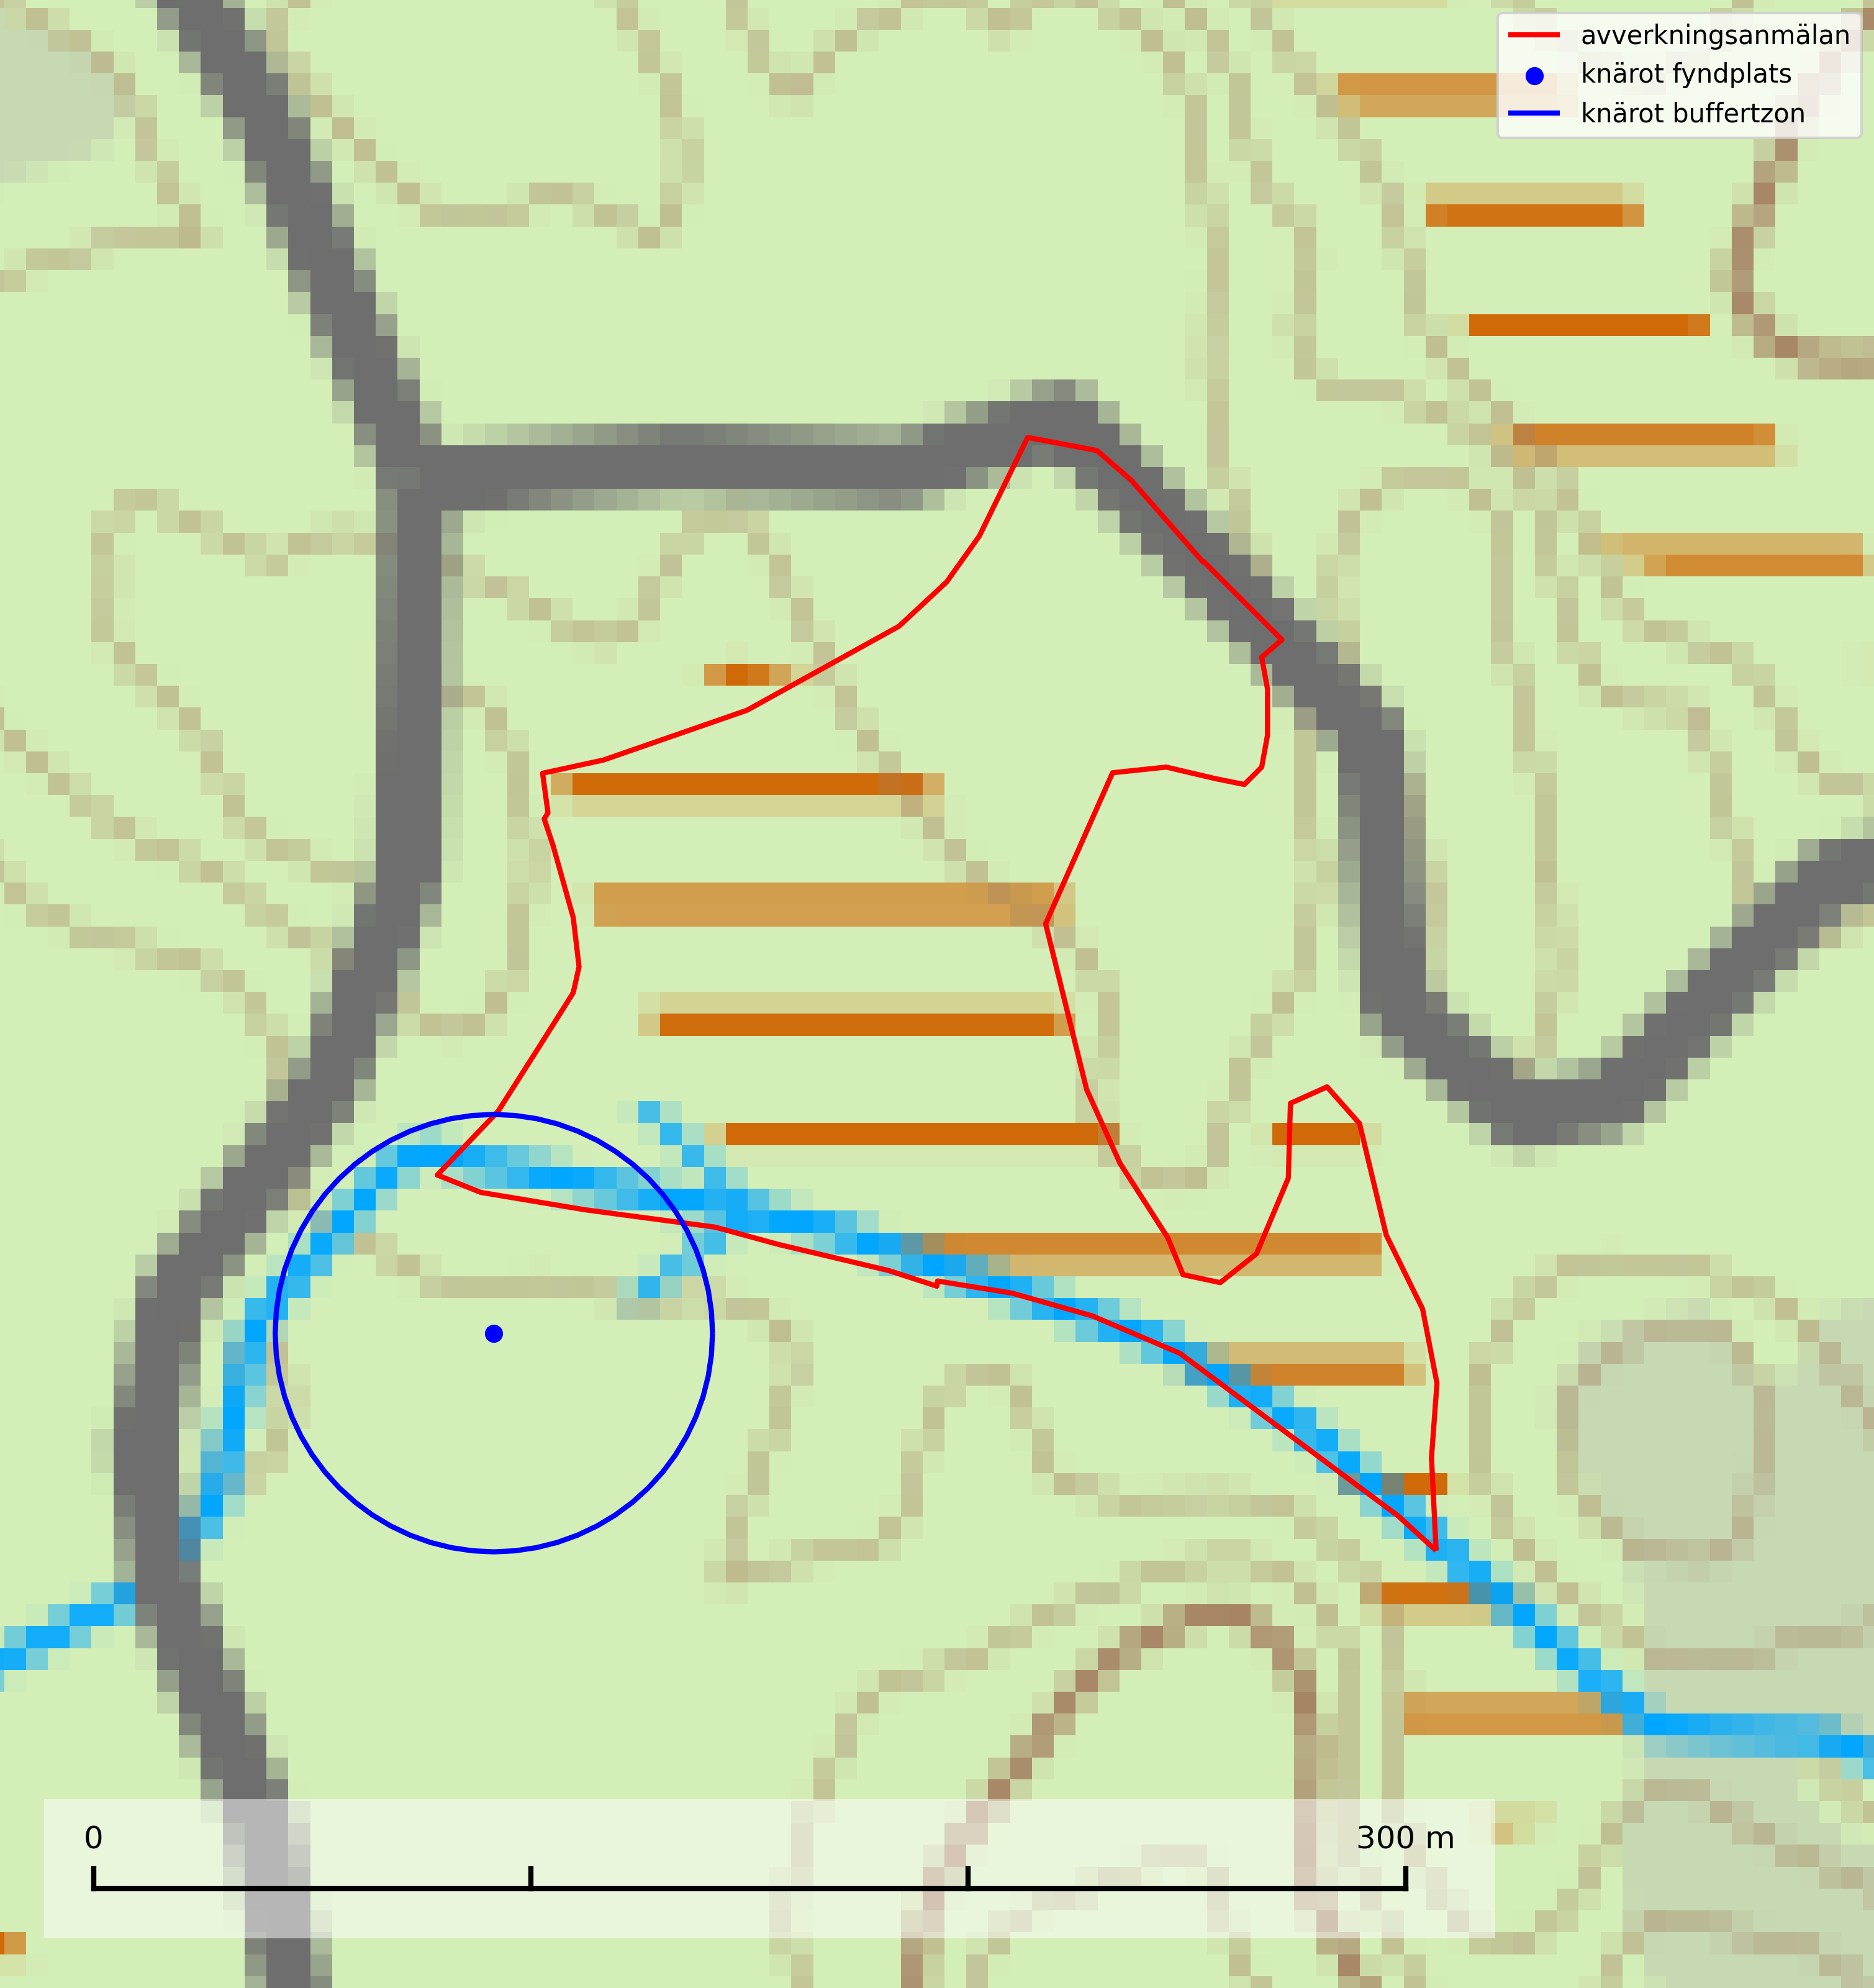 avverkningsanmälan
knärot fyndplats
knärot buffertzon
0
300 m